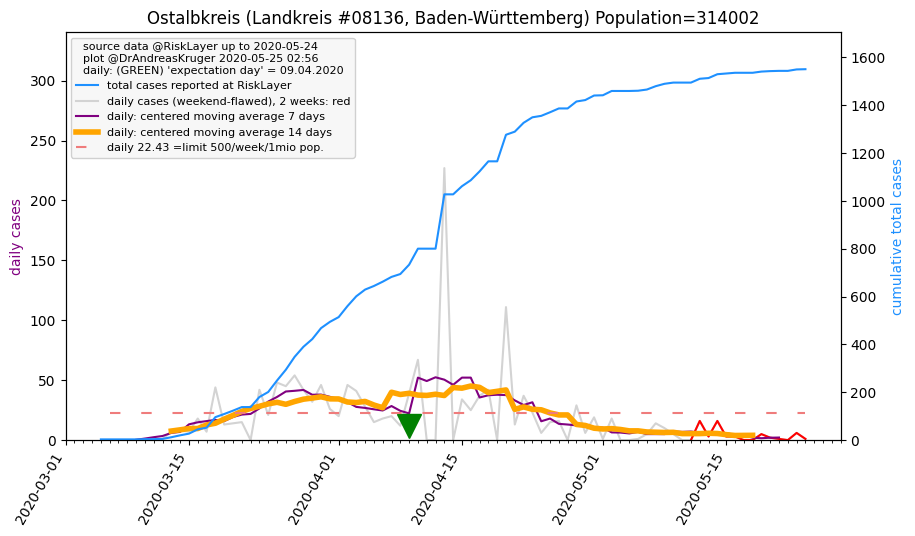 Ostalbkreis (Landkreis #08136, Baden-Württemberg) Population=314002
source data @RiskLayer up to 2020-05-24
plot @DrAndreasKruger 2020-05-25 02:56
daily: (GREEN) 'expectation day' = 09.04.2020
total cases reported at RiskLayer
daily cases (weekend-flawed), 2 weeks: red
daily: centered moving average 7 days
daily: centered moving average 14 days
daily 22.43 =limit 500/week/1mio pop.
daily cases
300
250
200
150
100
50
0
1600
1400
1200
1000
800
600
400
200
0
cumulative total cases
2020-03-01
2020-03-15
2020-04-01
2020-04-15
2020-05-01
2020-05-15